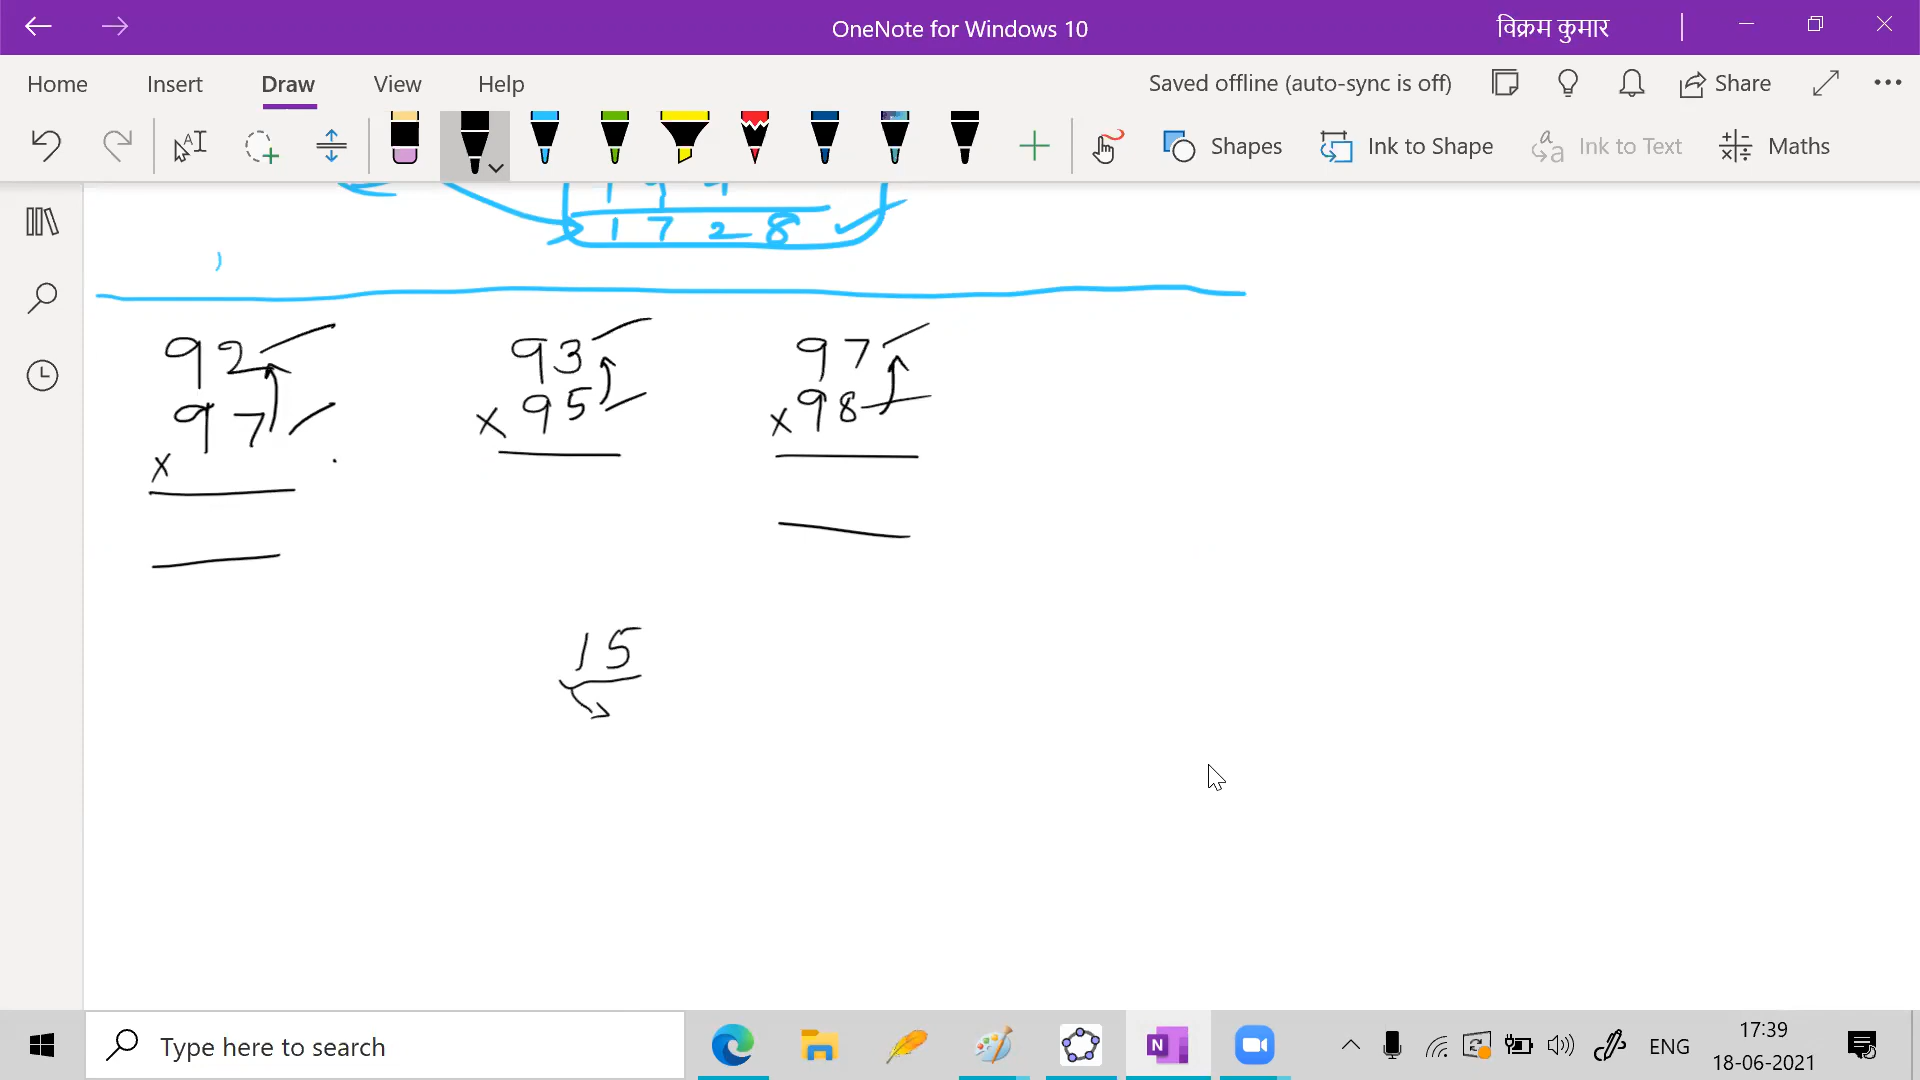 OneNote for Windows 10
विक्रम कुमार
Home Insert Draw View Help
Saved offline (auto-sync is off)
Share
Shapes
Ink to Shape
Ink to Text
Maths
1 7 2 8
92
97
x
93
x 95
97
x 98
15
Type here to search
N
ENG
17:39
18-06-2021